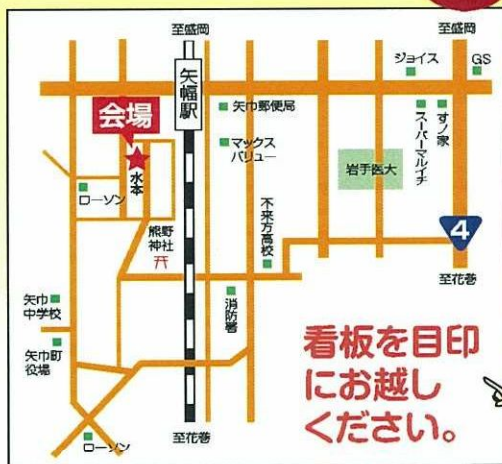 至盛岡
至盛岡
ジョイス
GS
矢幅駅
矢巾郵便局
会場
マックス
バリュー
すノ家
スーパーマルイチ
岩手医大
水本
ローソン
不来方高校
熊野
神社
4
至花巻
矢巾
中学校
消防署
矢巾町
役場
看板を目印
にお越し
ください。
ローソン
至花巻